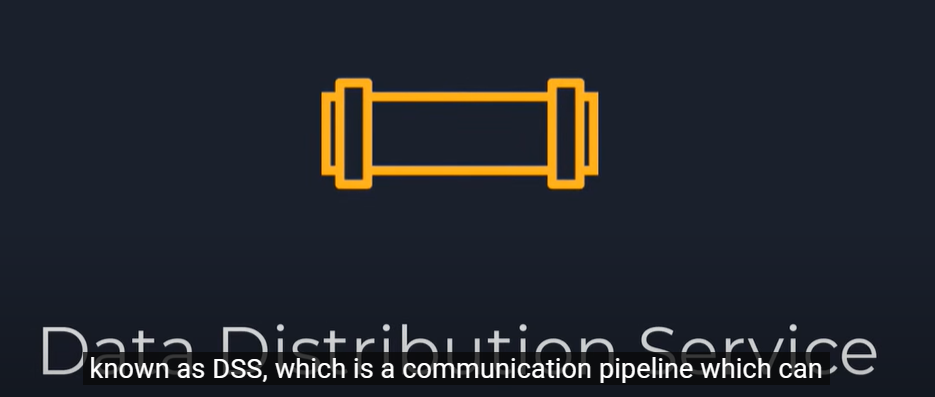 Data Distribution Service
known as DSS, which is a communication pipeline which can